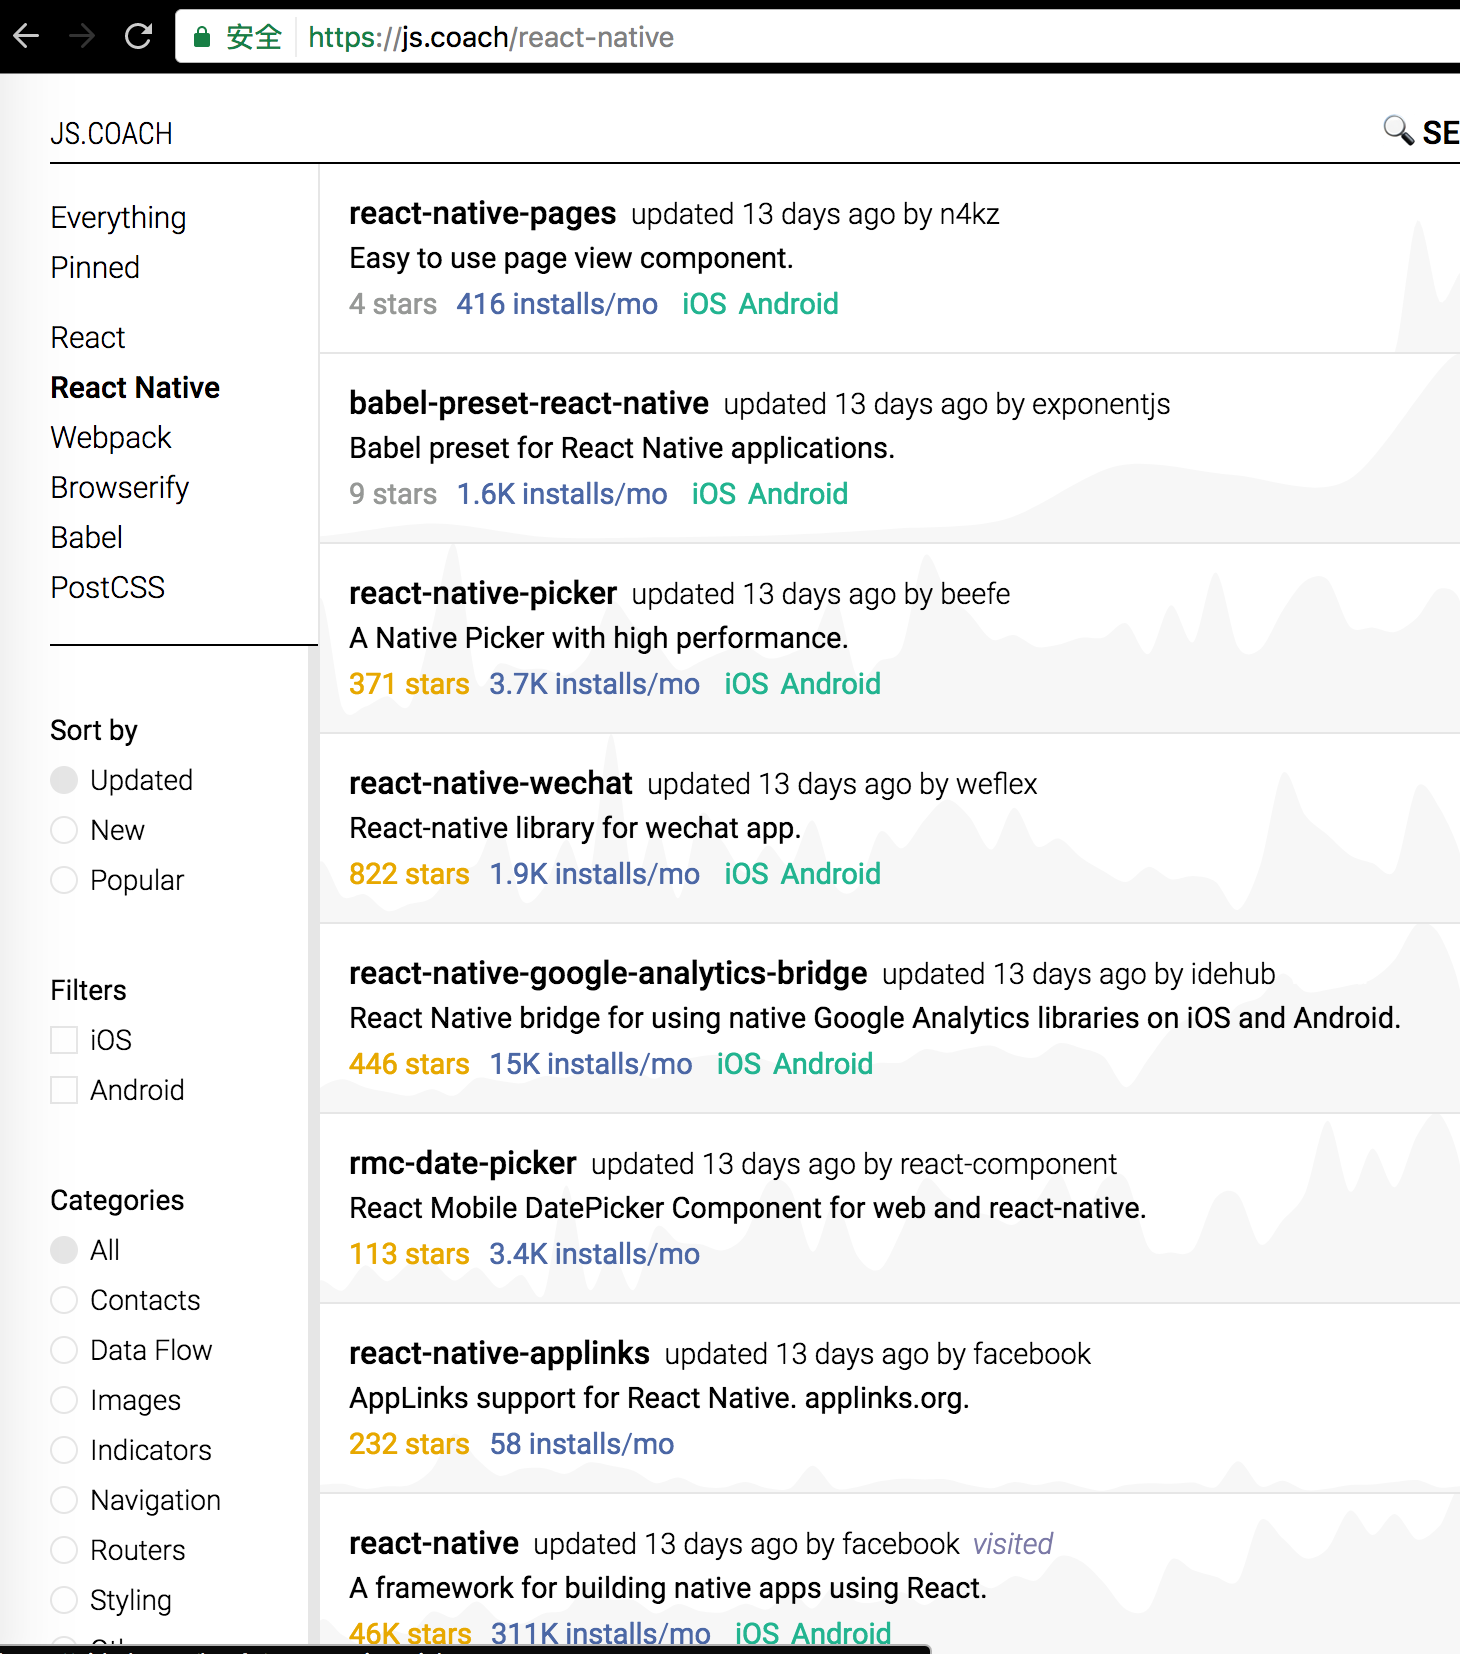 安全 https://js.coach/react-native
JS.COACH
SE
Everything
Pinned
React
React Native
Webpack
Browserify
Babel
PostCSS
Sort by
Updated
New
Popular
Filters
iOS
Android
Categories
All
Contacts
Data Flow
Images
Indicators
Navigation
Routers
Styling
react-native-pages updated 13 days ago by n4kz
Easy to use page view component.
4 stars 416 installs/mo iOS Android
babel-preset-react-native updated 13 days ago by exponentjs
Babel preset for React Native applications.
9 stars 1.6K installs/mo iOS Android
react-native-picker updated 13 days ago by beefe
A Native Picker with high performance.
371 stars 3.7K installs/mo iOS Android
react-native-wechat updated 13 days ago by weflex
React-native library for wechat app.
822 stars 1.9K installs/mo iOS Android
react-native-google-analytics-bridge updated 13 days ago by idehub
React Native bridge for using native Google Analytics libraries on iOS and Android.
446 stars 15K installs/mo iOS Android
rmc-date-picker updated 13 days ago by react-component
React Mobile DatePicker Component for web and react-native.
113 stars 3.4K installs/mo
react-native-applinks updated 13 days ago by facebook
AppLinks support for React Native. applinks.org.
232 stars 58 installs/mo
react-native updated 13 days ago by facebook visited
A framework for building native apps using React.
46K stars 311K installs/mo iOS Android